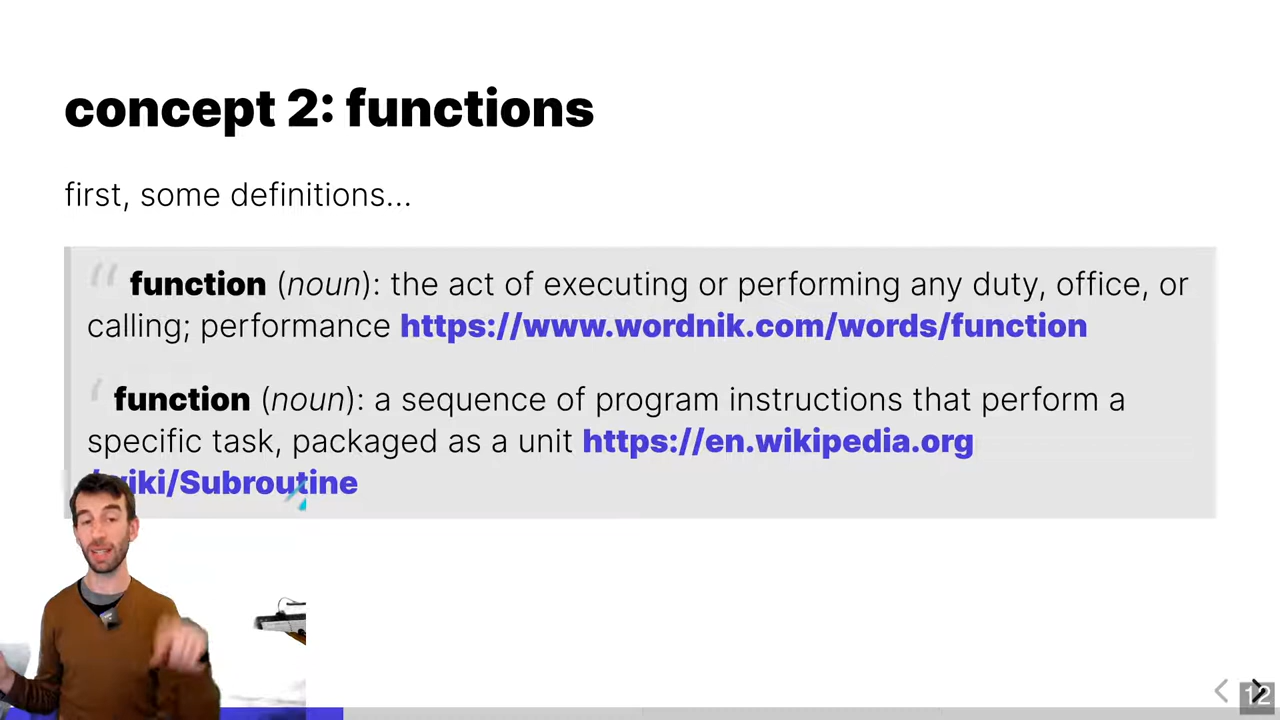 concept 2: functions
first, some definitions...
" function (noun): the act of executing or performing any duty, office, or
calling; performance https://www.wordnik.com/words/function
' function (noun): a sequence of program instructions that perform a
specific task, packaged as a unit https://en.wikipedia.org
/wiki/Subroutine
12